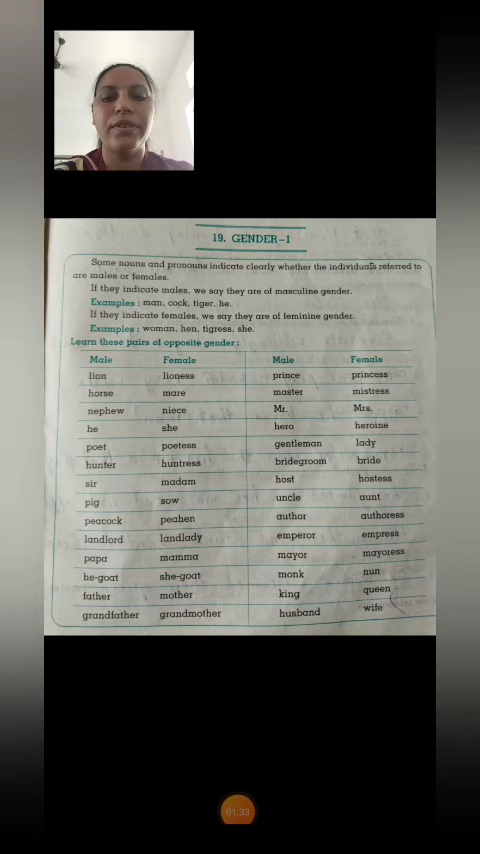 19. GENDER–1
Some nouns and pronouns indicate clearly whether the individuals referred to
are males or females.
If they indicate males, we say they are of masculine gender.
Examples : man, cock, tiger, he.
If they indicate females, we say they are of feminine gender.
Examples : woman, hen, tigress, she.
Learn these pairs of opposite gender :
Male Female Male Female
lion lioness prince princess
horse mare master mistress
nephew niece Mr. Mrs.
he she hero heroine
poet poetess gentleman lady
hunter huntress bridegroom bride
sir madam host hostess
pig sow uncle aunt
peacock peahen author authoress
landlord landlady emperor empress
papa mamma mayor mayoress
he-goat she-goat monk nun
father mother king queen
grandfather grandmother husband wife
01:33